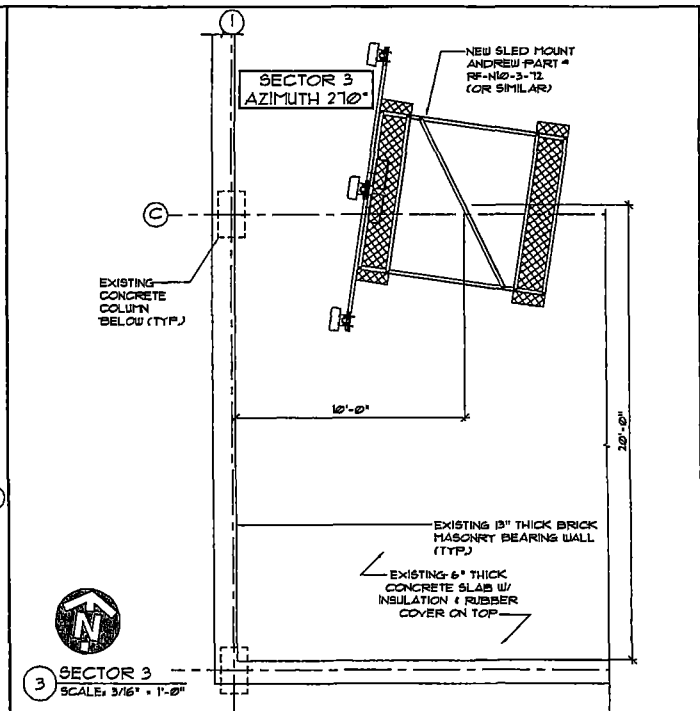 1
SECTOR 3
AZIMUTH 270°
NEW SLED MOUNT
ANDREW PART #
RF-N10-3-72
(OR SIMILAR)
C
EXISTING
CONCRETE
COLUMN
BELOW (TYP.)
10'-0"
20'-0"
EXISTING 13" THICK BRICK
MASONRY BEARING WALL
(TYP.)
EXISTING 6" THICK
CONCRETE SLAB W/
INSULATION & RUBBER
COVER ON TOP
N
3 SECTOR 3
SCALE: 3/16" = 1'-0"